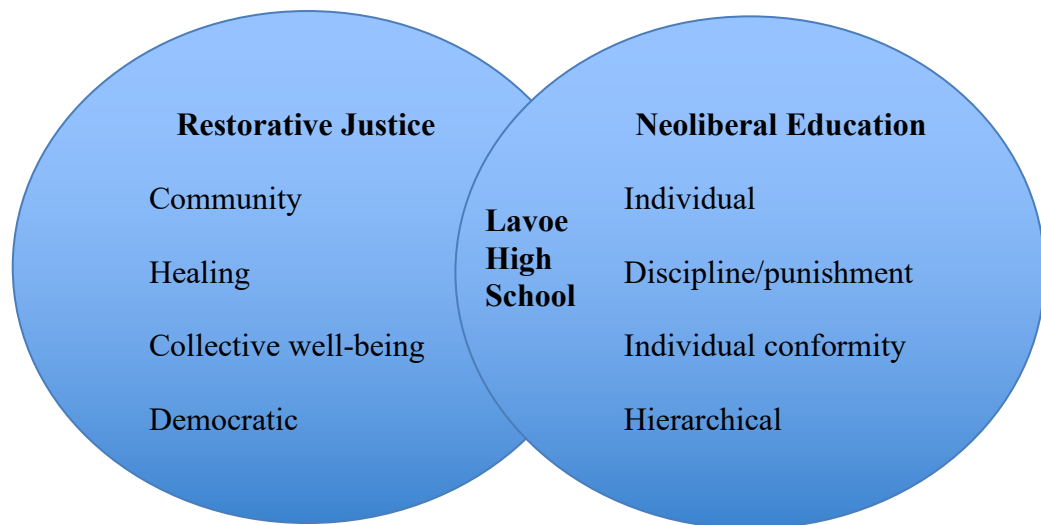 Restorative Justice
Community
Healing
Collective well-being
Democratic
Lavoe
High
School
Neoliberal Education
Individual
Discipline/punishment
Individual conformity
Hierarchical